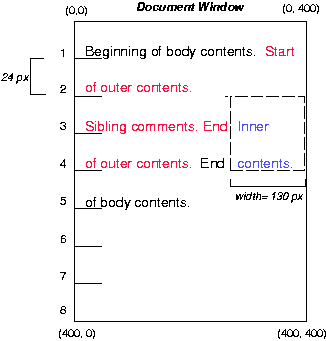 Document Window
(0,0) (0, 400)
1 Beginning of body contents. Start
24 px
2 of outer contents.
3 Sibling comments. End Inner
4 of outer contents. End contents.
width= 130 px
5 of body contents.
6
7
8
(400, 0) (400, 400)